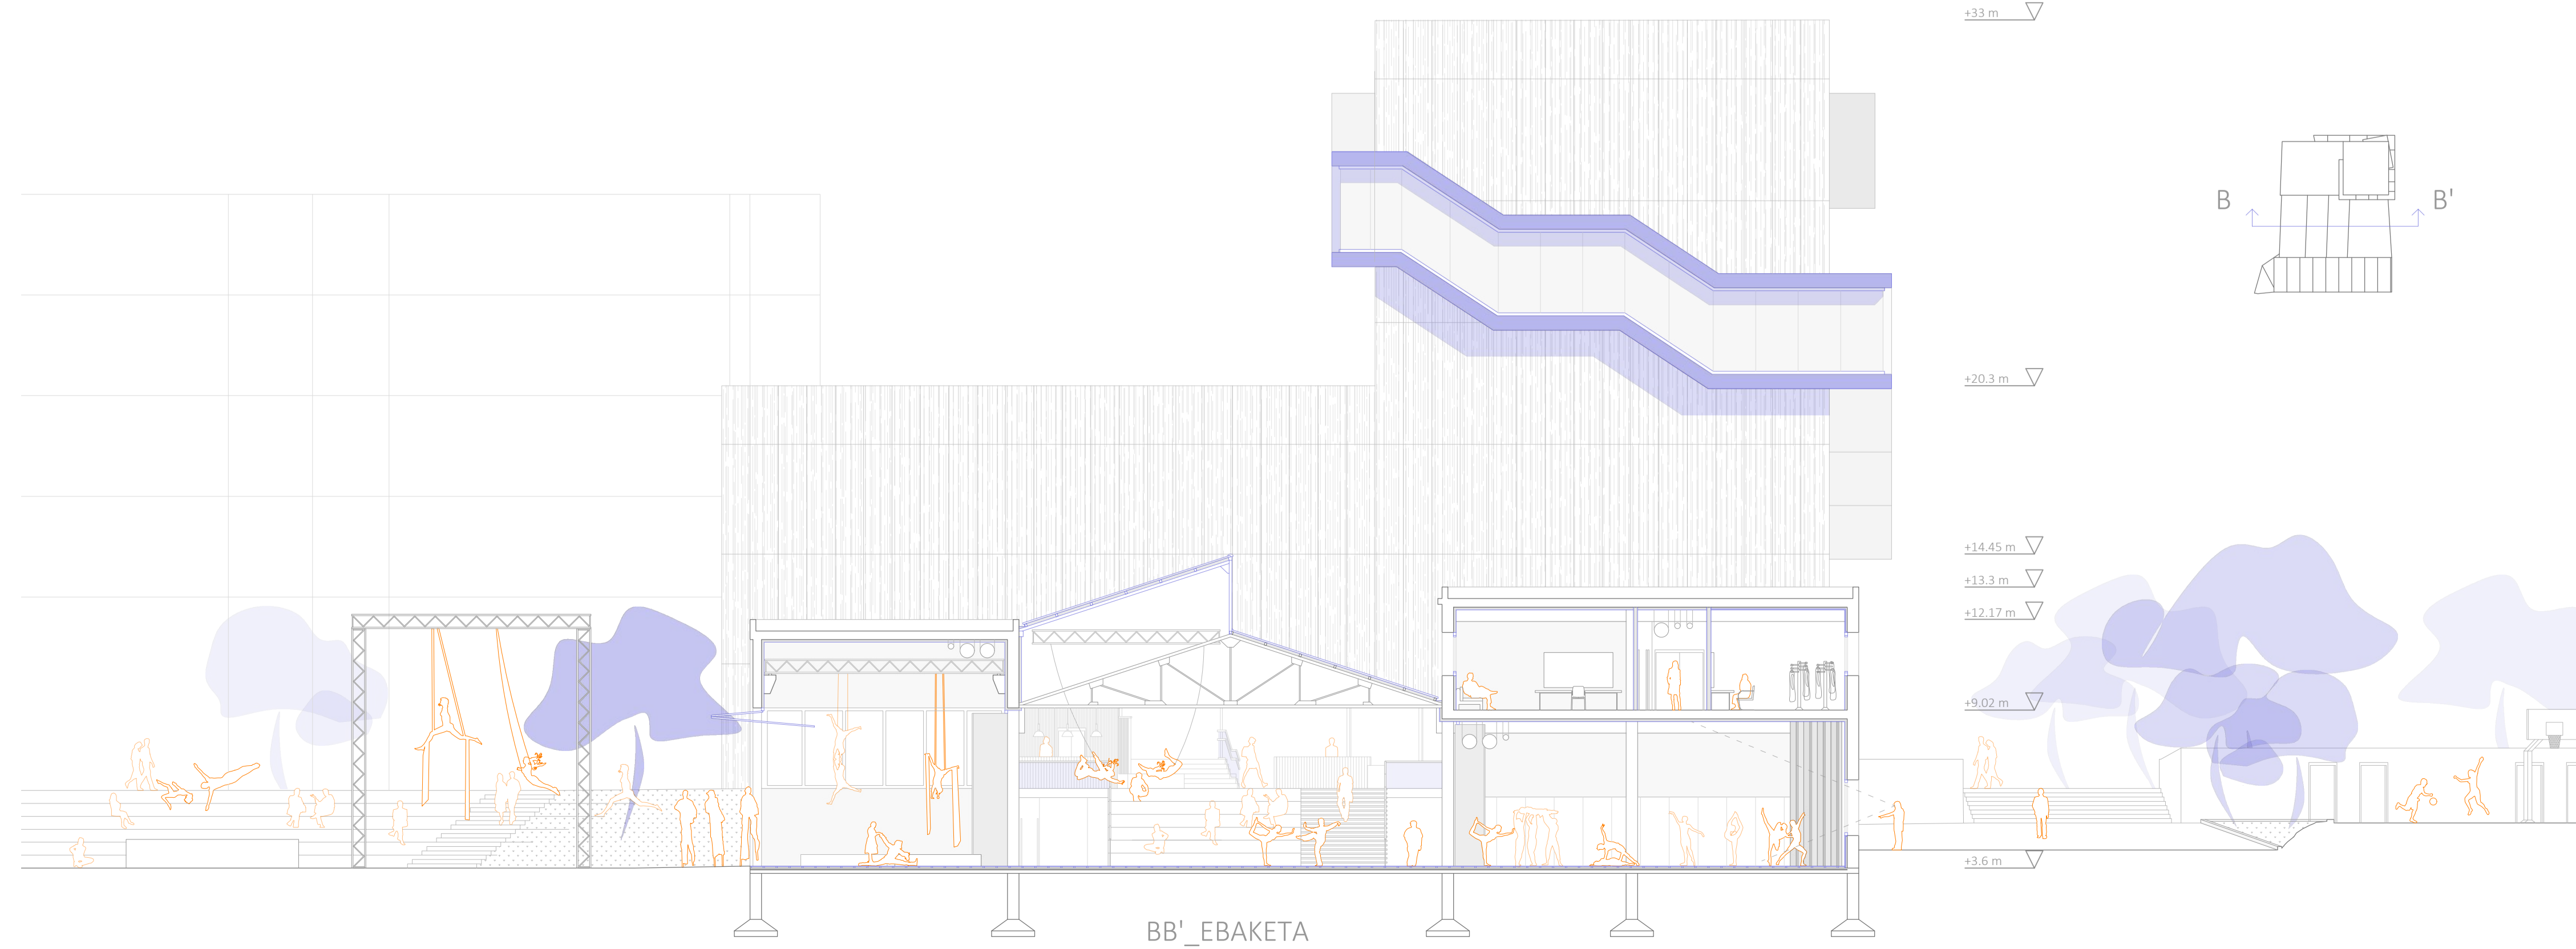 +33 m
B B'
+20.3 m
+14.45 m
+13.3 m
+12.17 m
+9.02 m
+3.6 m
BB'_EBAKETA